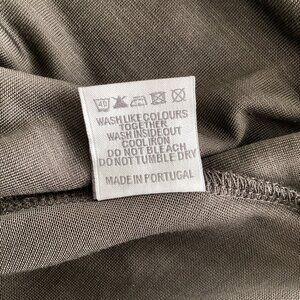 40
WASH LIKE COLOURS
TOGETHER
WASH INSIDE OUT
COOL IRON
DO NOT BLEACH
DO NOT TUMBLE DRY
MADE IN PORTUGAL